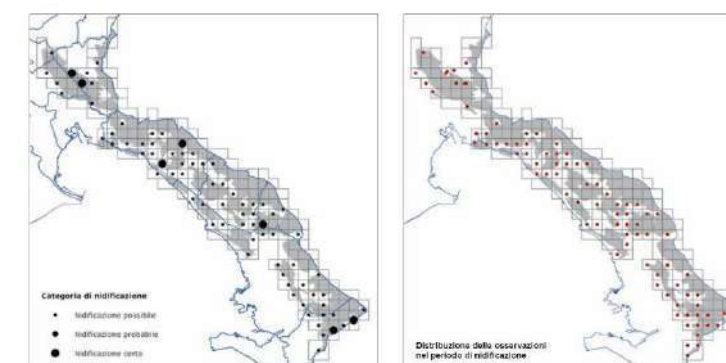 Categoria di nidificazione
Nidificazione possibile
Nidificazione probabile
Nidificazione certa
Distribuzione delle osservazioni
nel periodo di nidificazione